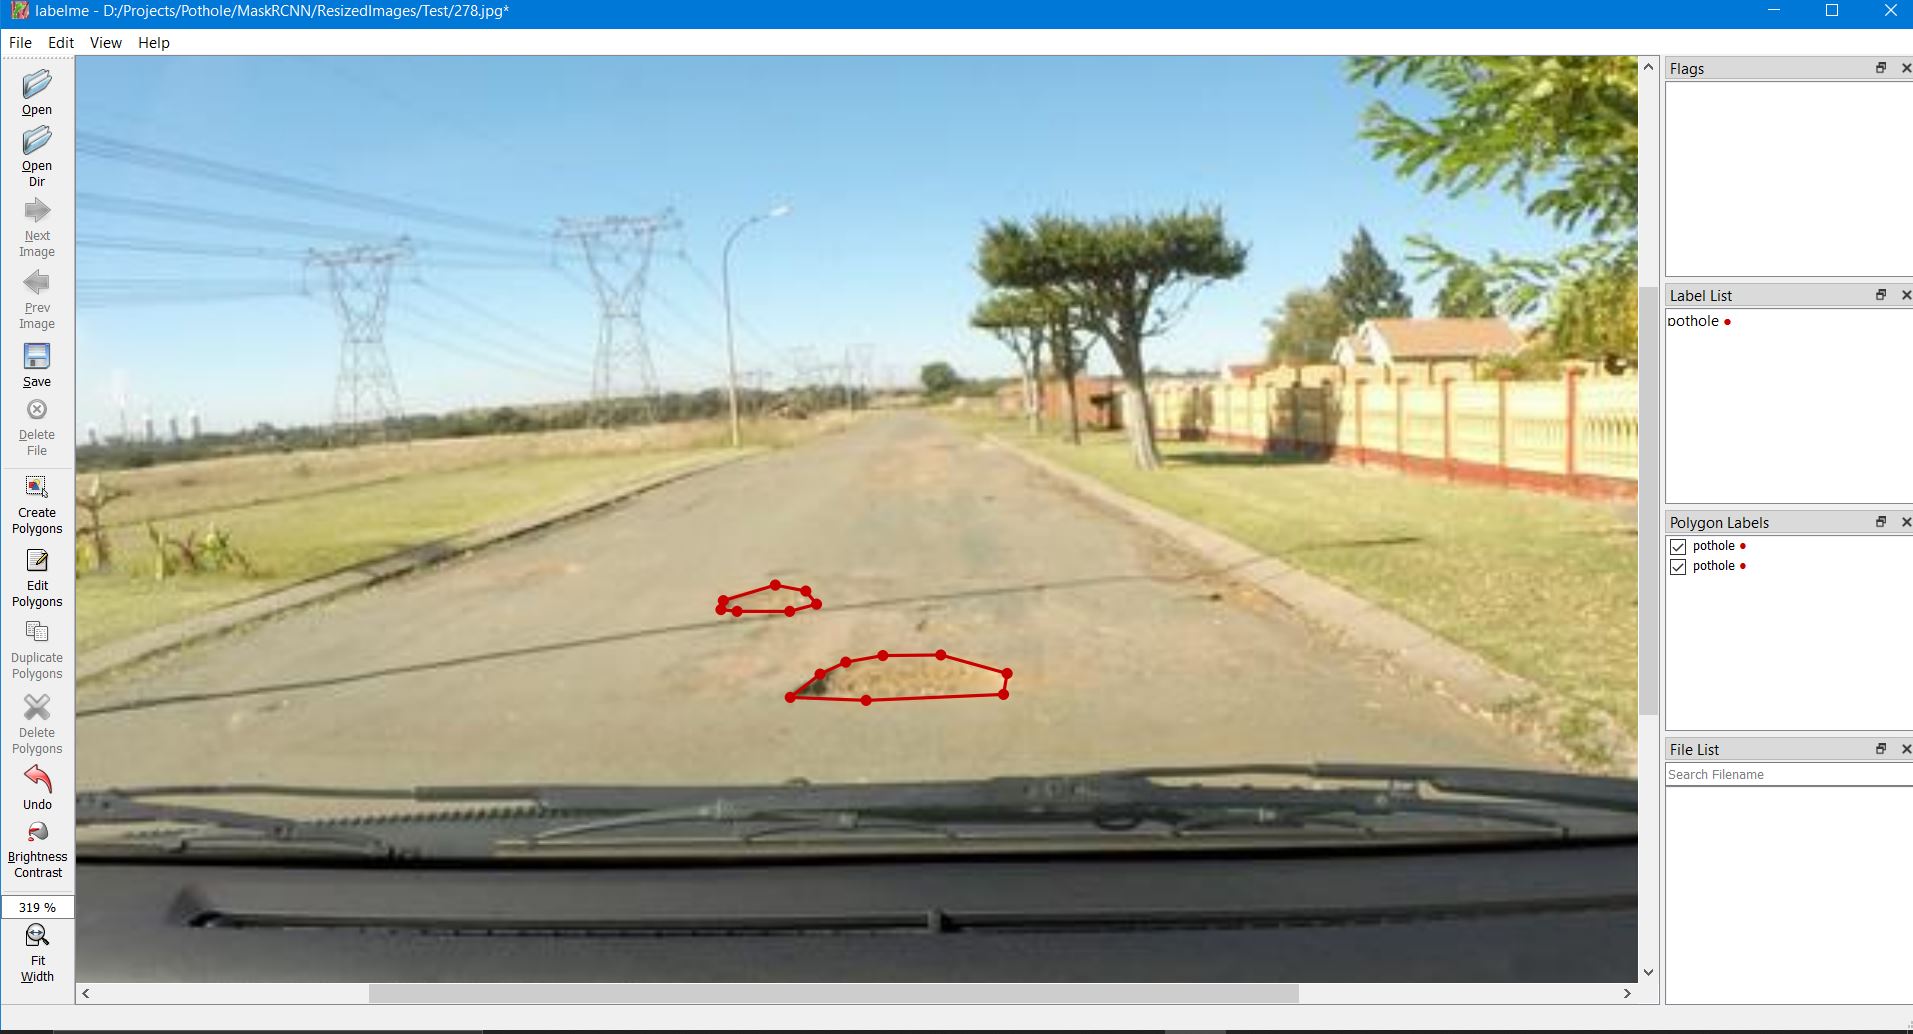 labelme - D:/Projects/Pothole/MaskRCNN/ResizedImages/Test/278.jpg*
File Edit View Help
Open
Open
Dir
Next
Image
Prev
Image
Save
Delete
File
Create
Polygons
Edit
Polygons
Duplicate
Polygons
Delete
Polygons
Undo
Brightness
Contrast
319 %
Fit
Width
Flags
Label List
pothole
Polygon Labels
pothole
pothole
File List
Search Filename